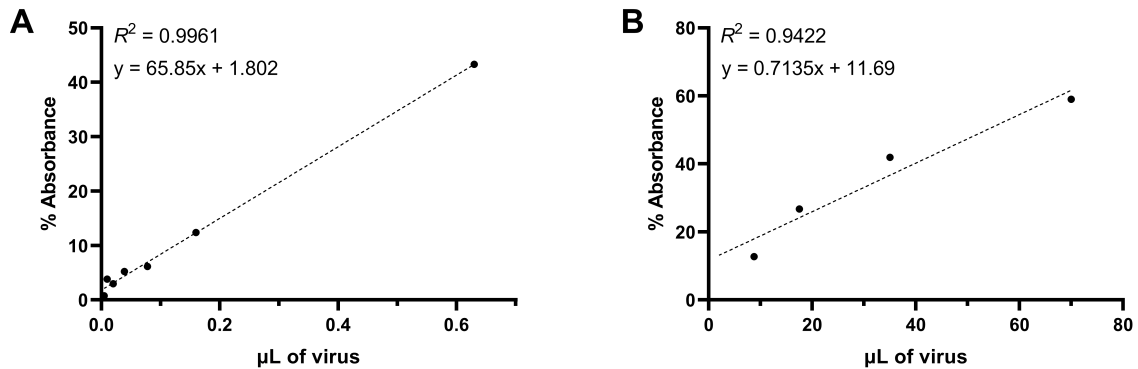 A
R² = 0.9961
y = 65.85x + 1.802
% Absorbance
50
40
30
20
10
0
0.0 0.2 0.4 0.6
µL of virus
B
R² = 0.9422
y = 0.7135x + 11.69
% Absorbance
80
60
40
20
0
0 20 40 60 80
µL of virus